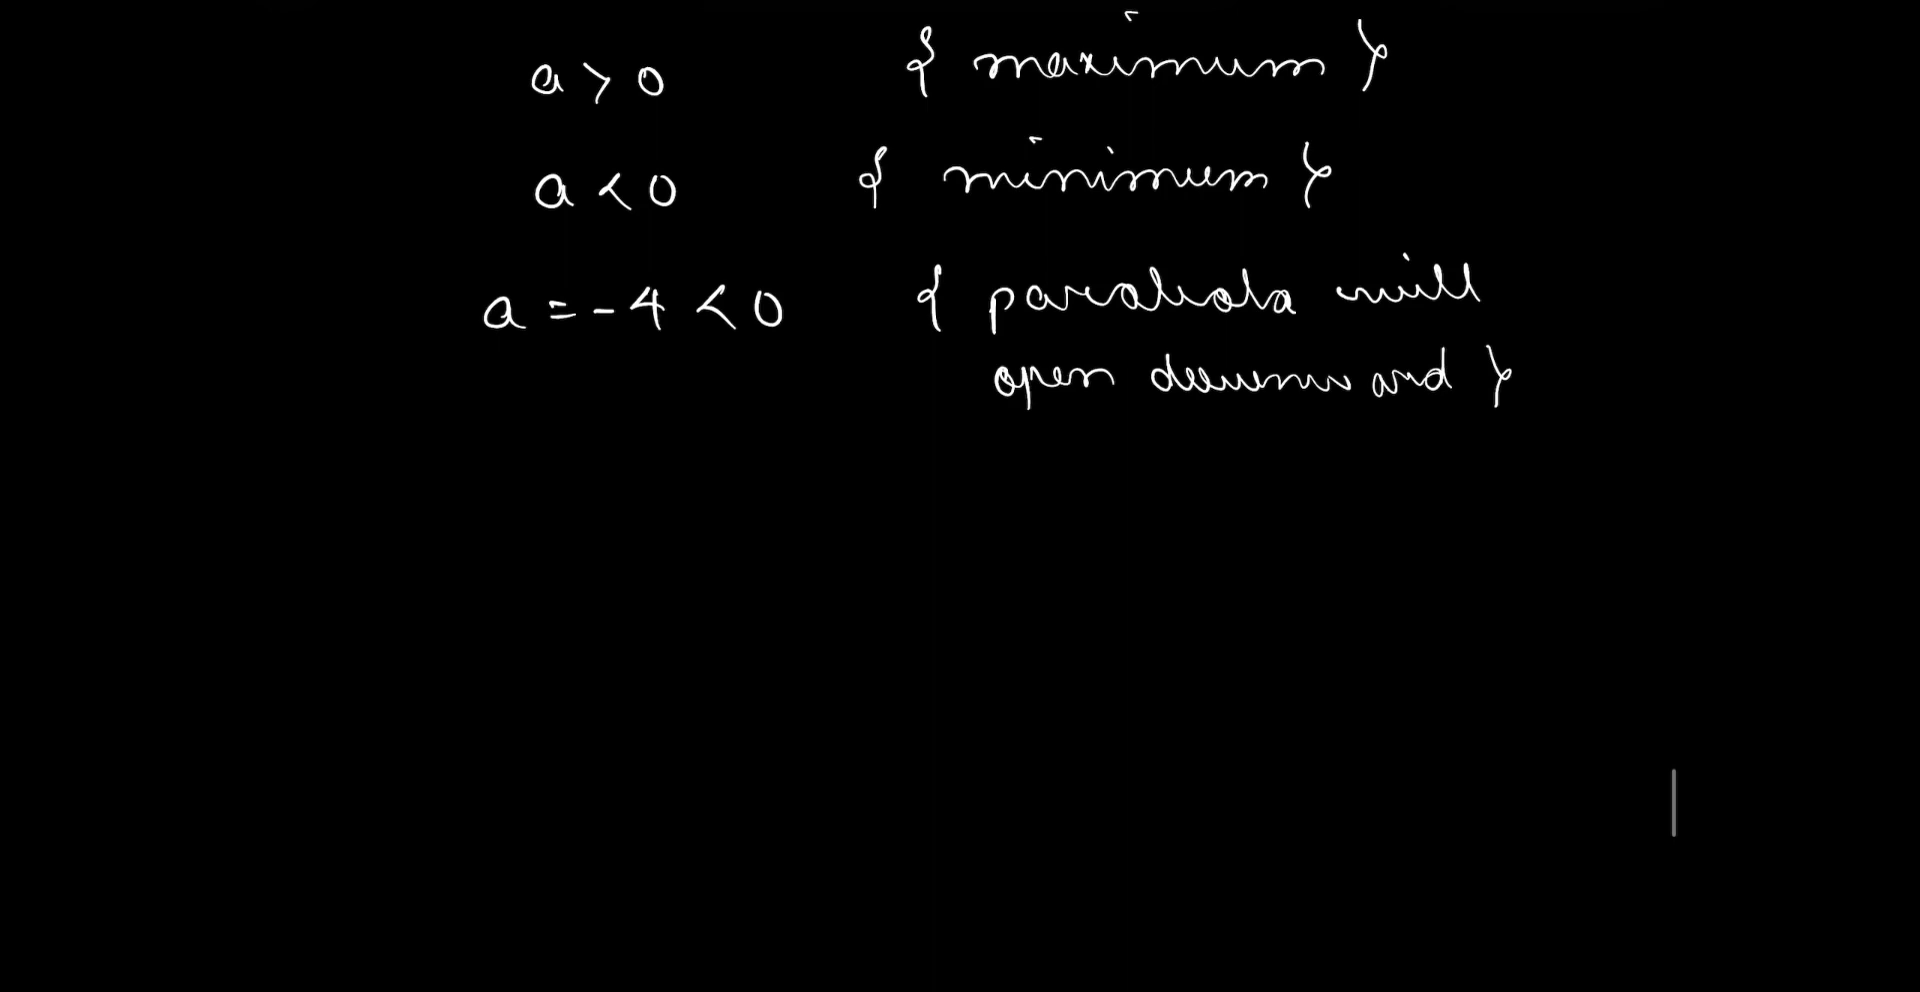 a > 0 { maximum }
a < 0 { minimum }
a = - 4 < 0 { parabola will
open downward }